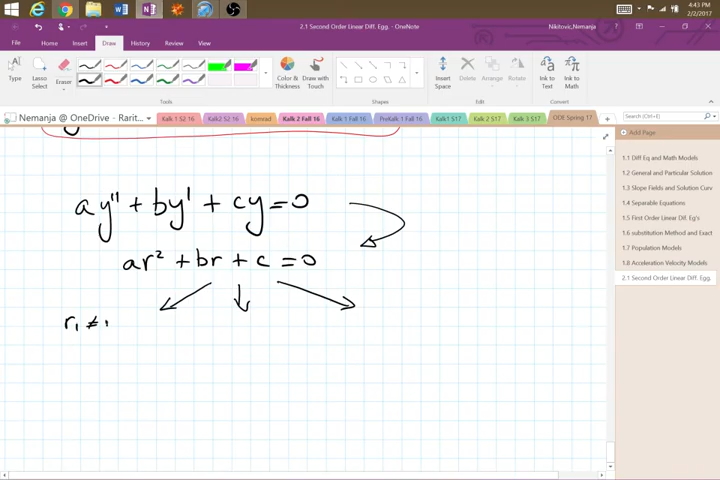 4:43 PM
2/2/2017
2.1 Second Order Linear Diff. Egg. - OneNote
Nikitovic,Nemanja
File Home Insert Draw History Review View
Type
Lasso Select
Eraser
Color & Thickness
Draw with Touch
Insert Space
Delete
Arrange
Rotate
Ink to Text
Ink to Math
Tools
Shapes
Edit
Convert
Nemanja @ OneDrive - Rarit...
Kalk 1 S2 16
Kalk2 S2 16
konrad
Kalk 2 Fall 16
Kalk 1 Fall 16
PreKalk 1 Fall 16
Kalk1 S17
Kalk 2 S17
Kalk 3 S17
ODE Spring 17
Search (Ctrl+E)
Add Page
1.1 Diff Eq and Math Models
1.2 General and Particular Solution
1.3 Slope Fields and Solution Curv
1.4 Separable Equations
1.5 First Order Linear Diff. Eg's
1.6 substitution Method and Exact
1.7 Population Models
1.8 Acceleration Velocity Models
2.1 Second Order Linear Diff. Egg.
ay'' + by' + cy = 0
ar² + br + c = 0
r₁ ≠